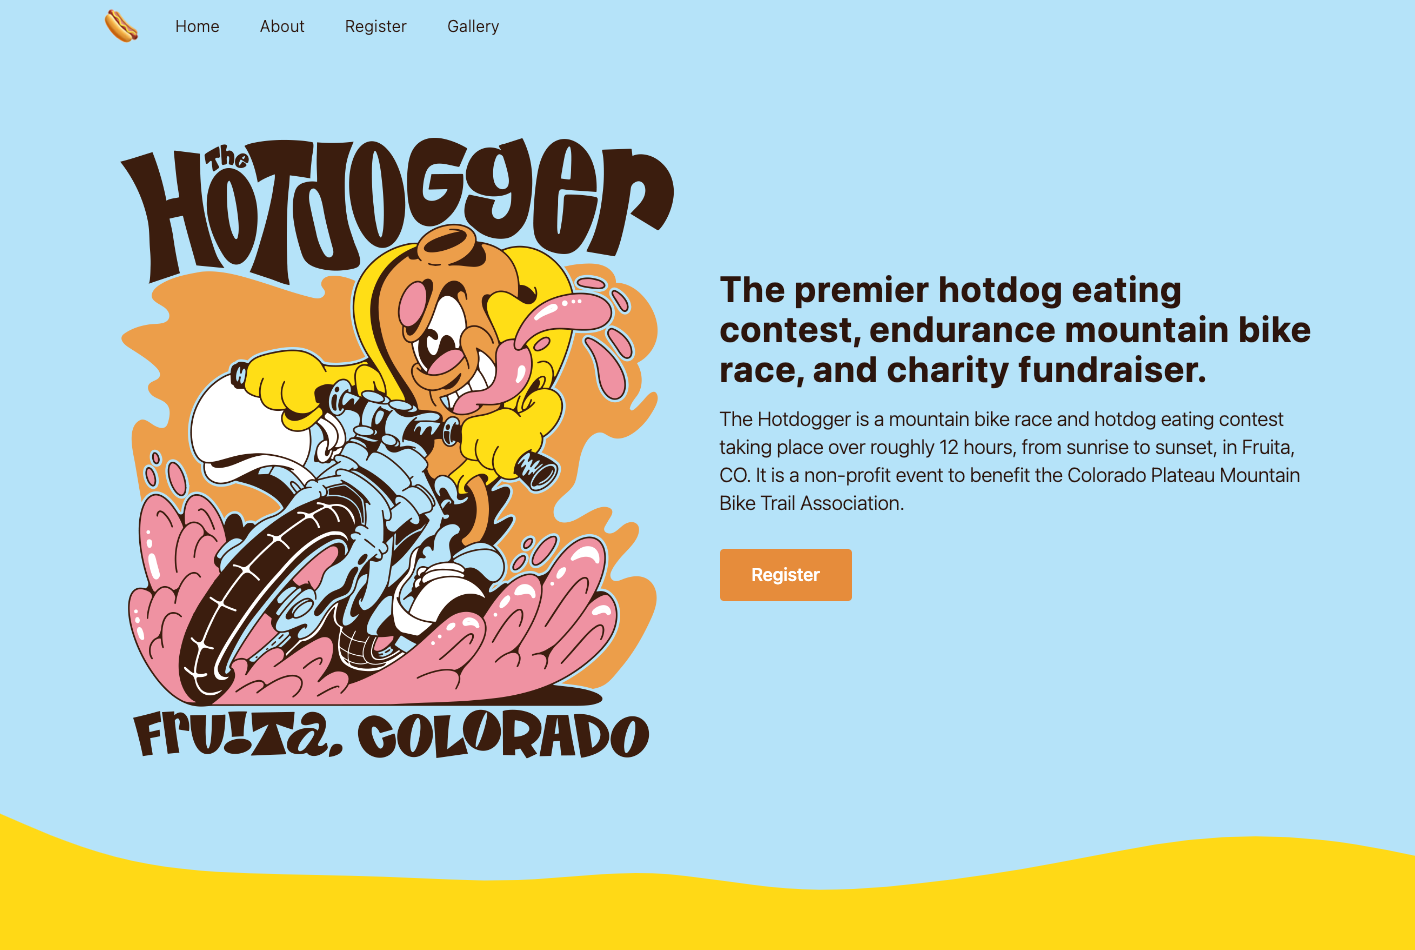 Home About Register Gallery
The Hotdogger
Fruita, Colorado
The premier hotdog eating
contest, endurance mountain bike
race, and charity fundraiser.
The Hotdogger is a mountain bike race and hotdog eating contest
taking place over roughly 12 hours, from sunrise to sunset, in Fruita,
CO. It is a non-profit event to benefit the Colorado Plateau Mountain
Bike Trail Association.
Register